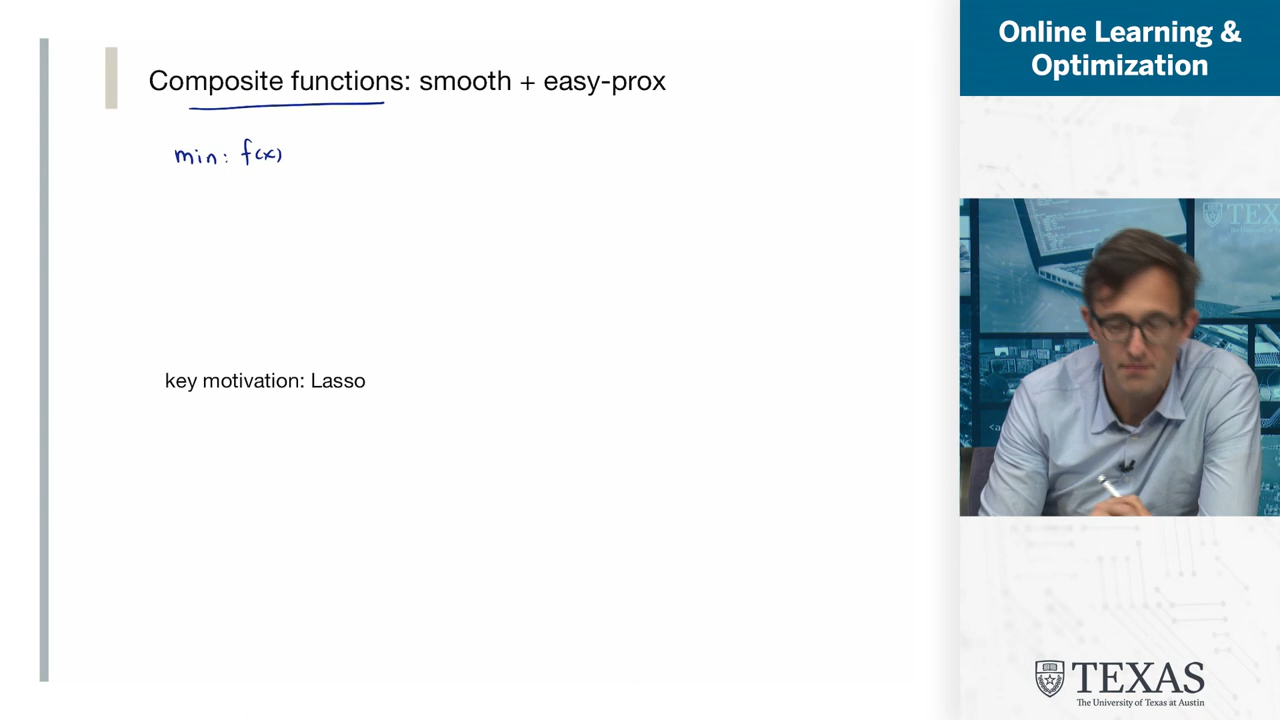 Composite functions: smooth + easy-prox
min: f(x)
key motivation: Lasso
Online Learning &
Optimization
TEXAS
The University of Texas at Austin